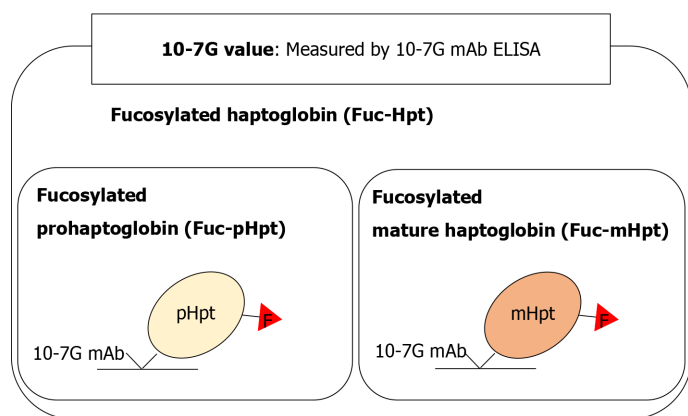 10-7G value: Measured by 10-7G mAb ELISA
Fucosylated haptoglobin (Fuc-Hpt)
Fucosylated
prohaptoglobin (Fuc-pHpt)
pHpt
F
10-7G mAb
Fucosylated
mature haptoglobin (Fuc-mHpt)
mHpt
F
10-7G mAb